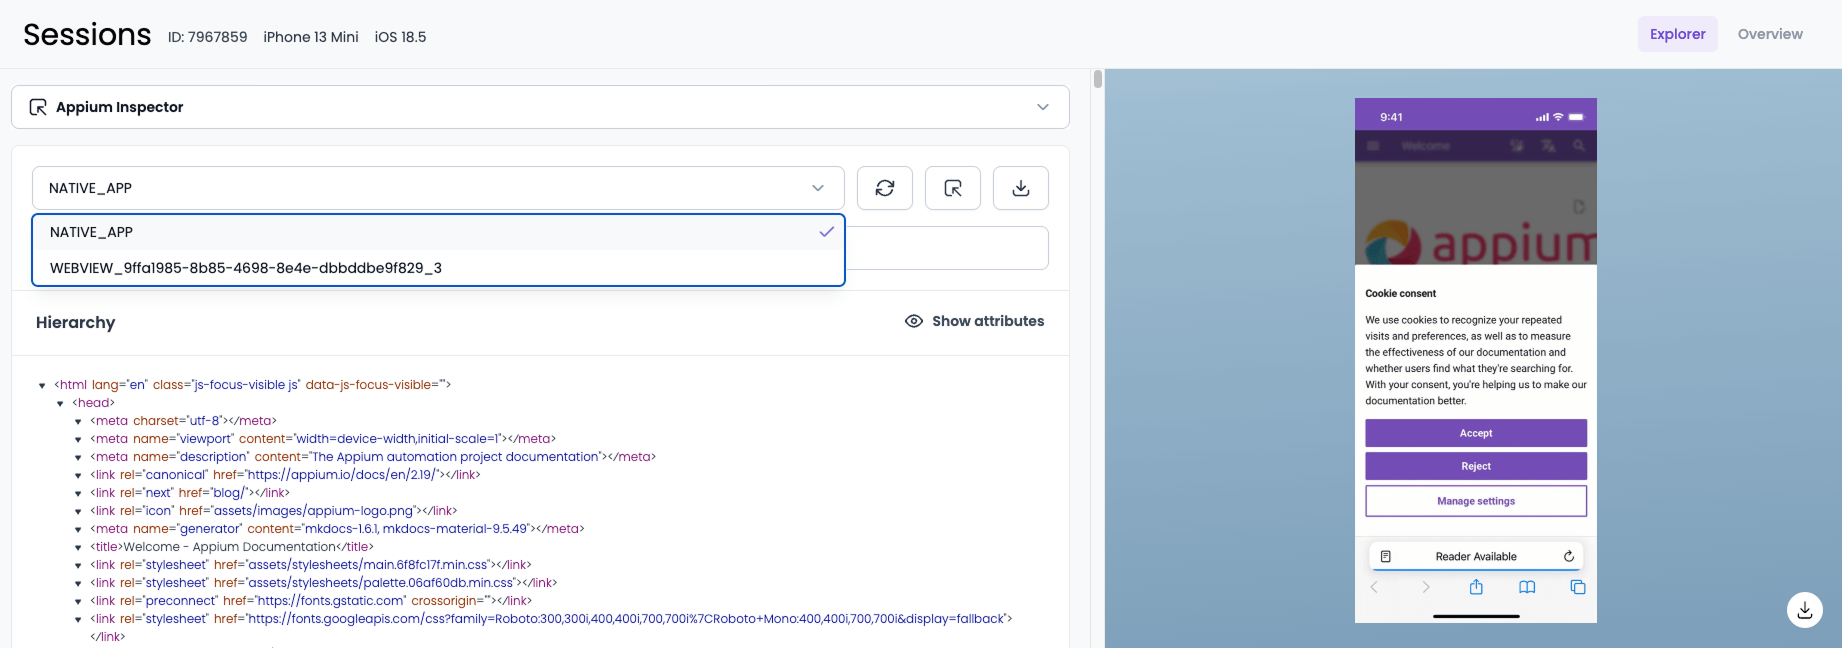 Sessions ID: 7967859 iPhone 13 Mini iOS 18.5
Explorer Overview
Appium Inspector
NATIVE_APP
NATIVE_APP
WEBVIEW_9ffa1985-8b85-4698-8e4e-dbbddbe9f829_3
Hierarchy
Show attributes
<html lang="en" class="js-focus-visible js" data-js-focus-visible="">
<head>
<meta charset="utf-8"></meta>
<meta name="viewport" content="width=device-width,initial-scale=1"></meta>
<meta name="description" content="The Appium automation project documentation"></meta>
<link rel="canonical" href="https://appium.io/docs/en/2.19/"></link>
<link rel="next" href="blog/"></link>
<link rel="icon" href="assets/images/appium-logo.png"></link>
<meta name="generator" content="mkdocs-1.6.1, mkdocs-material-9.5.49"></meta>
<title>Welcome - Appium Documentation</title>
<link rel="stylesheet" href="assets/stylesheets/main.6f8fc17f.min.css"></link>
<link rel="stylesheet" href="assets/stylesheets/palette.06af60db.min.css"></link>
<link rel="preconnect" href="https://fonts.gstatic.com" crossorigin=""></link>
<link rel="stylesheet" href="https://fonts.googleapis.com/css?family=Roboto:300,300i,400,400i,700,700i%7CRoboto+Mono:400,400i,700,700i&display=fallback">
</link>
9:41
Welcome
appium
Cookie consent
We use cookies to recognize your repeated
visits and preferences, as well as to measure
the effectiveness of our documentation and
whether users find what they're searching for.
With your consent, you're helping us to make our
documentation better.
Accept
Reject
Manage settings
Reader Available